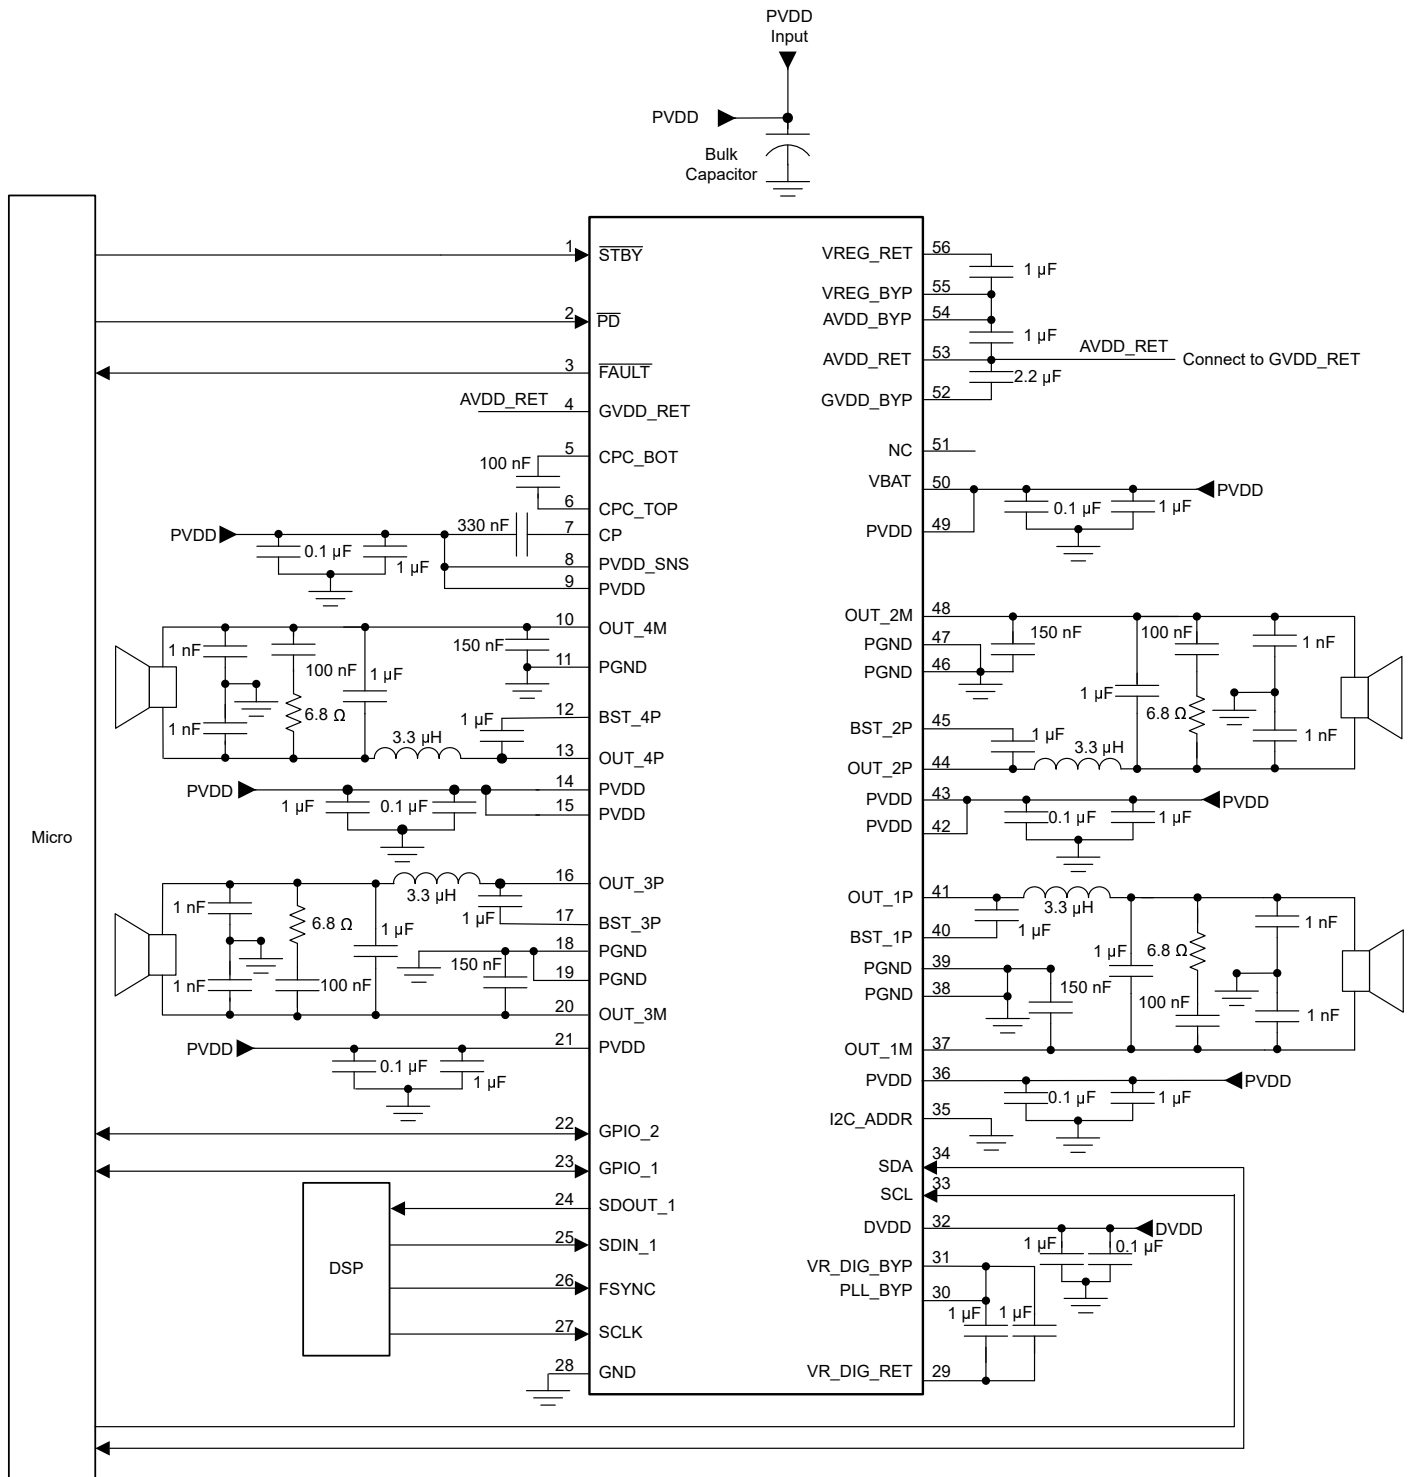 PVDD
Input
PVDD
Bulk
Capacitor
Micro
1 STBY
2 PD
3 FAULT
AVDD_RET 4 GVDD_RET
5 CPC_BOT
100 nF
6 CPC_TOP
PVDD 330 nF 7 CP
0.1 µF
1 µF
8 PVDD_SNS
9 PVDD
10 OUT_4M
1 nF
100 nF
1 µF
150 nF
11 PGND
1 nF
6.8 Ω
1 µF
12 BST_4P
3.3 µH
13 OUT_4P
PVDD
14 PVDD
1 µF
0.1 µF
15 PVDD
16 OUT_3P
3.3 µH
1 nF
6.8 Ω
1 µF
1 µF
17 BST_3P
18 PGND
150 nF
1 nF
100 nF
19 PGND
20 OUT_3M
PVDD
21 PVDD
0.1 µF
1 µF
22 GPIO_2
23 GPIO_1
DSP
24 SDOUT_1
25 SDIN_1
26 FSYNC
27 SCLK
28 GND
VREG_RET 56
1 µF
VREG_BYP 55
AVDD_BYP 54
1 µF
AVDD_RET 53
AVDD_RET
Connect to GVDD_RET
2.2 µF
GVDD_BYP 52
NC 51
VBAT 50
PVDD
0.1 µF
1 µF
PVDD 49
OUT_2M 48
150 nF
100 nF
1 nF
PGND 47
PGND 46
1 µF
6.8 Ω
1 nF
BST_2P 45
1 µF
3.3 µH
OUT_2P 44
PVDD 43
PVDD
0.1 µF
1 µF
PVDD 42
OUT_1P 41
3.3 µH
1 nF
BST_1P 40
1 µF
1 µF
6.8 Ω
PGND 39
PGND 38
150 nF
100 nF
1 nF
OUT_1M 37
PVDD 36
PVDD
0.1 µF
1 µF
I2C_ADDR 35
SDA 34
SCL 33
DVDD 32
DVDD
1 µF
0.1 µF
VR_DIG_BYP 31
PLL_BYP 30
1 µF
1 µF
VR_DIG_RET 29